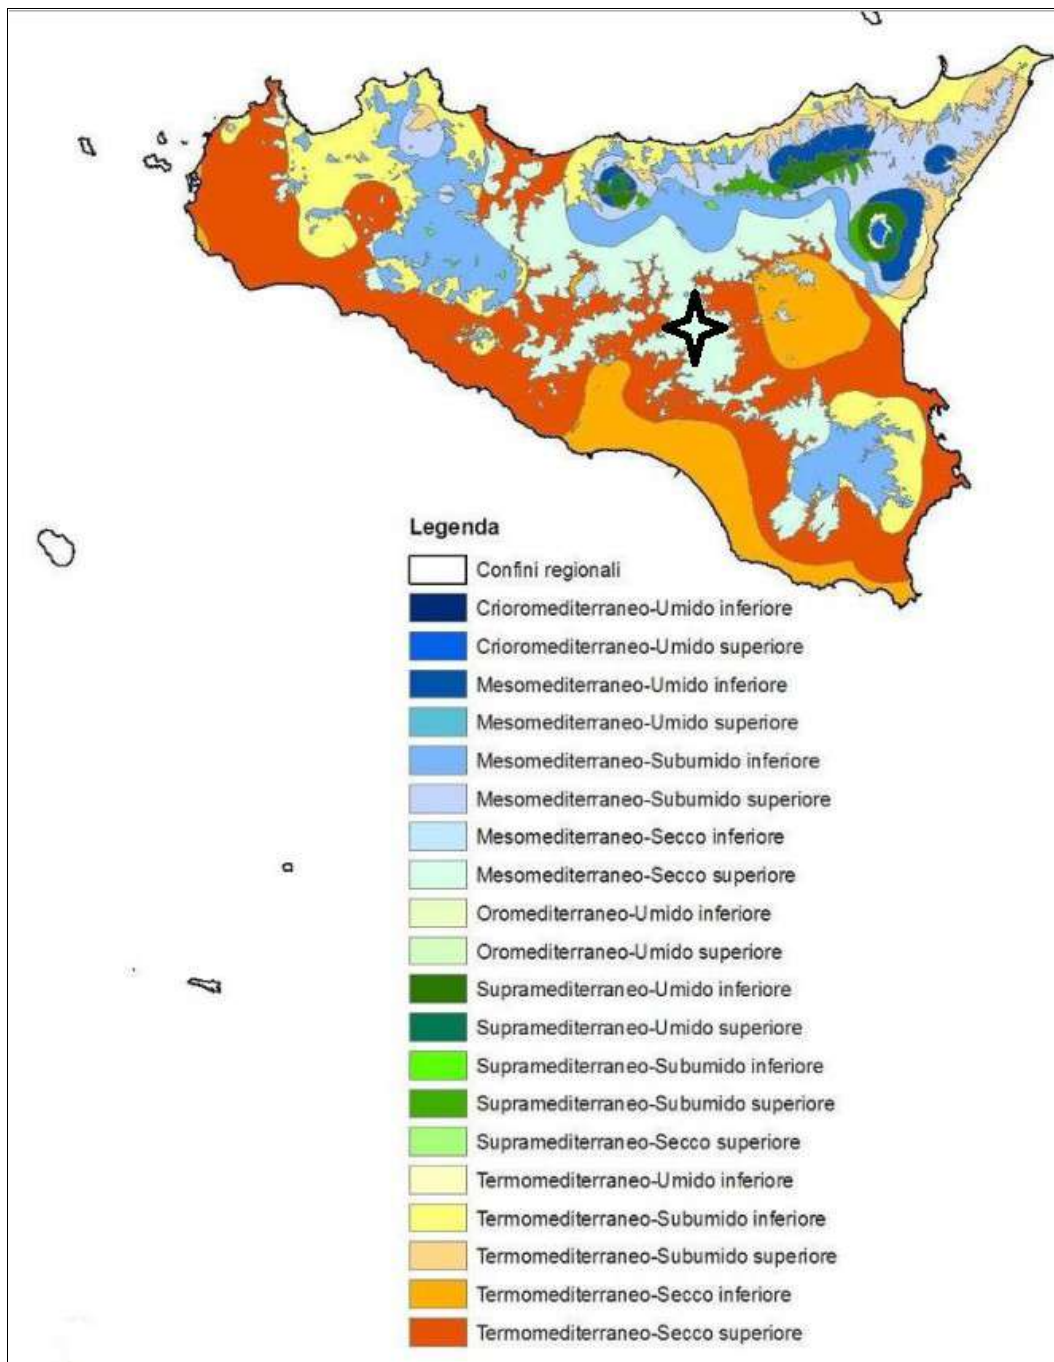 Legenda
Confini regionali
Crioromediterraneo-Umido inferiore
Crioromediterraneo-Umido superiore
Mesomediterraneo-Umido inferiore
Mesomediterraneo-Umido superiore
Mesomediterraneo-Subumido inferiore
Mesomediterraneo-Subumido superiore
Mesomediterraneo-Secco inferiore
Mesomediterraneo-Secco superiore
Oromediterraneo-Umido inferiore
Oromediterraneo-Umido superiore
Supramediterraneo-Umido inferiore
Supramediterraneo-Umido superiore
Supramediterraneo-Subumido inferiore
Supramediterraneo-Subumido superiore
Supramediterraneo-Secco superiore
Termomediterraneo-Umido inferiore
Termomediterraneo-Subumido inferiore
Termomediterraneo-Subumido superiore
Termomediterraneo-Secco inferiore
Termomediterraneo-Secco superiore